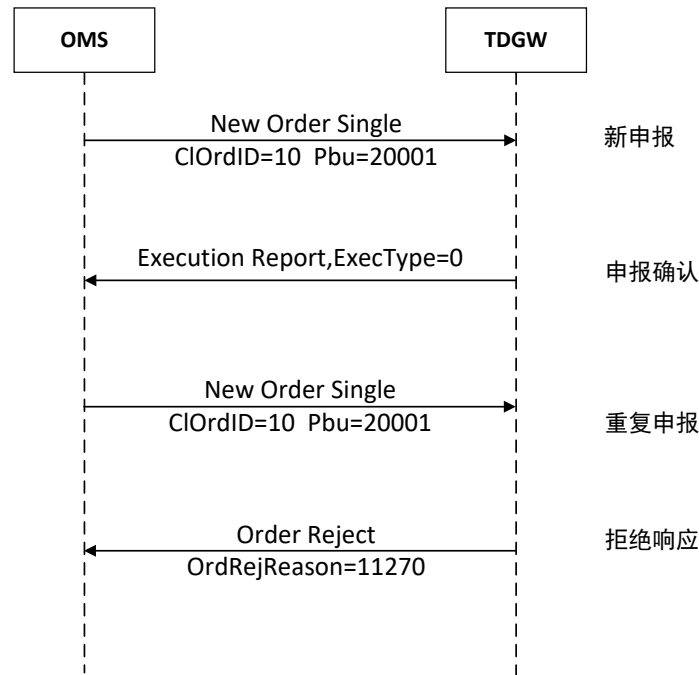 OMS
TDGW
New Order Single
ClOrdID=10 Pbu=20001
新申报
Execution Report,ExecType=0
申报确认
New Order Single
ClOrdID=10 Pbu=20001
重复申报
Order Reject
OrdRejReason=11270
拒绝响应